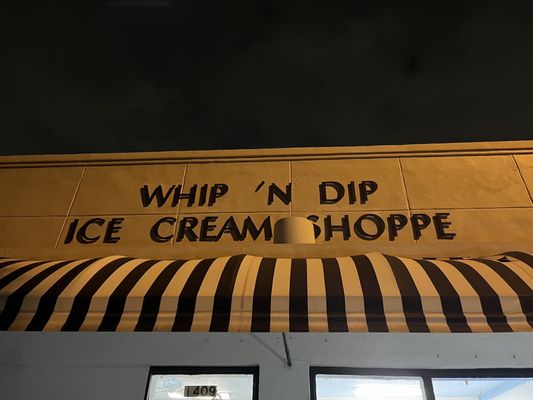 WHIP 'N DIP
ICE CREAM SHOPPE
1409